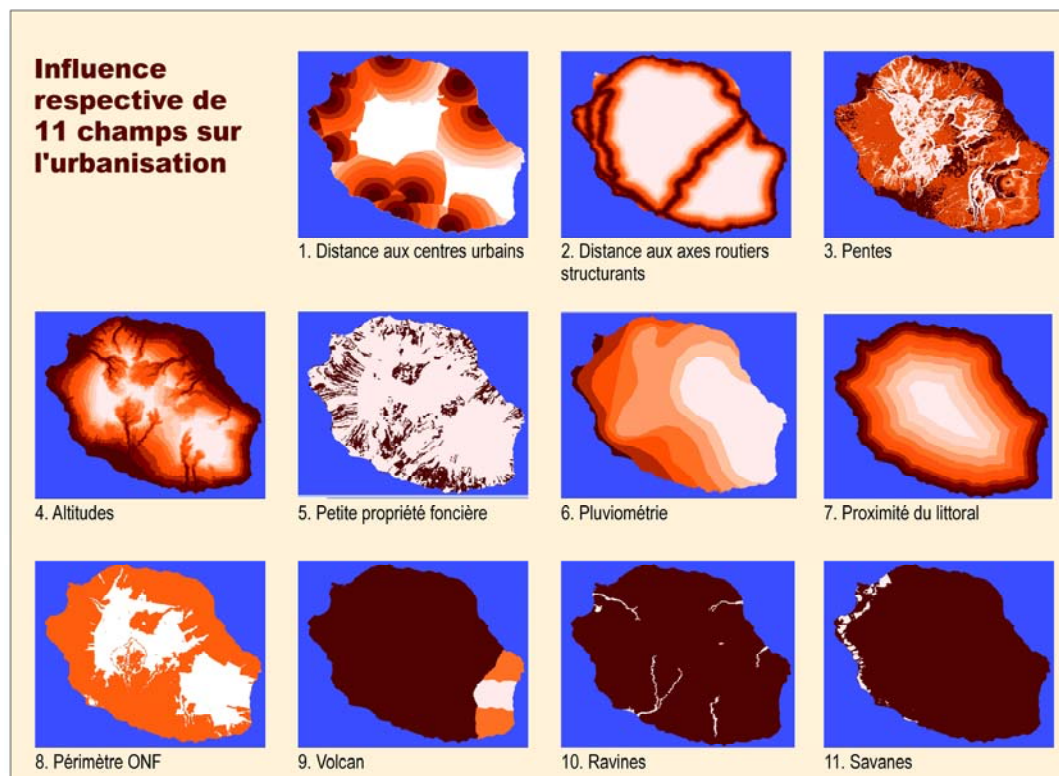 Influence
respective de
11 champs sur
l'urbanisation
1. Distance aux centres urbains
2. Distance aux axes routiers
structurants
3. Pentes
4. Altitudes
5. Petite propriété foncière
6. Pluviométrie
7. Proximité du littoral
8. Périmètre ONF
9. Volcan
10. Ravines
11. Savanes